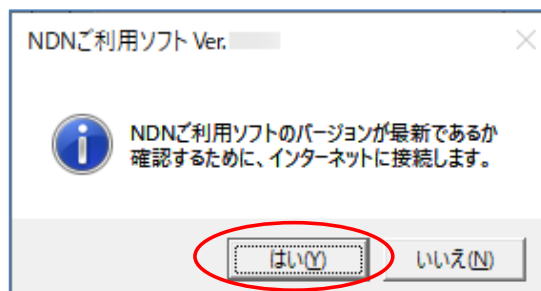 NDNご利用ソフト Ver.
NDNご利用ソフトのバージョンが最新であるか
確認するために、インターネットに接続します。
はい(Y)
いいえ(N)